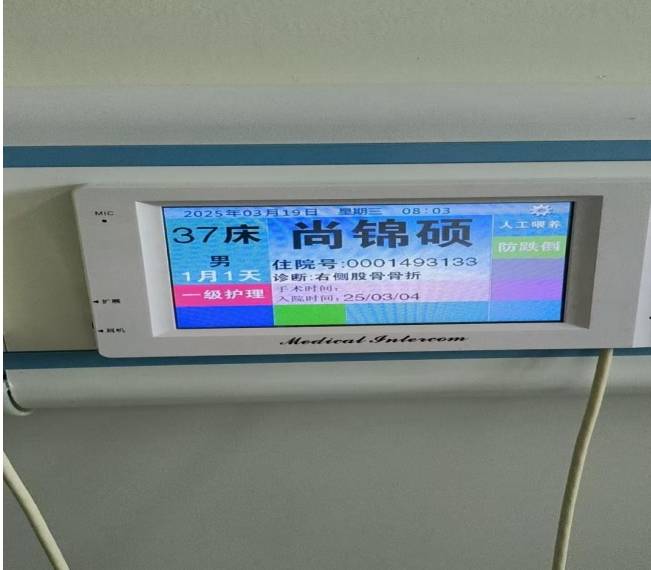 MIC
2025年03月19日 星期三 08:03
37床
尚锦硕
人工喂养
防跌倒
男
1月1天
住院号:0001493133
诊断:右侧股骨骨折
一级护理
手术时间:
入院时间:25/03/04
扩展
耳机
Medical Intercom